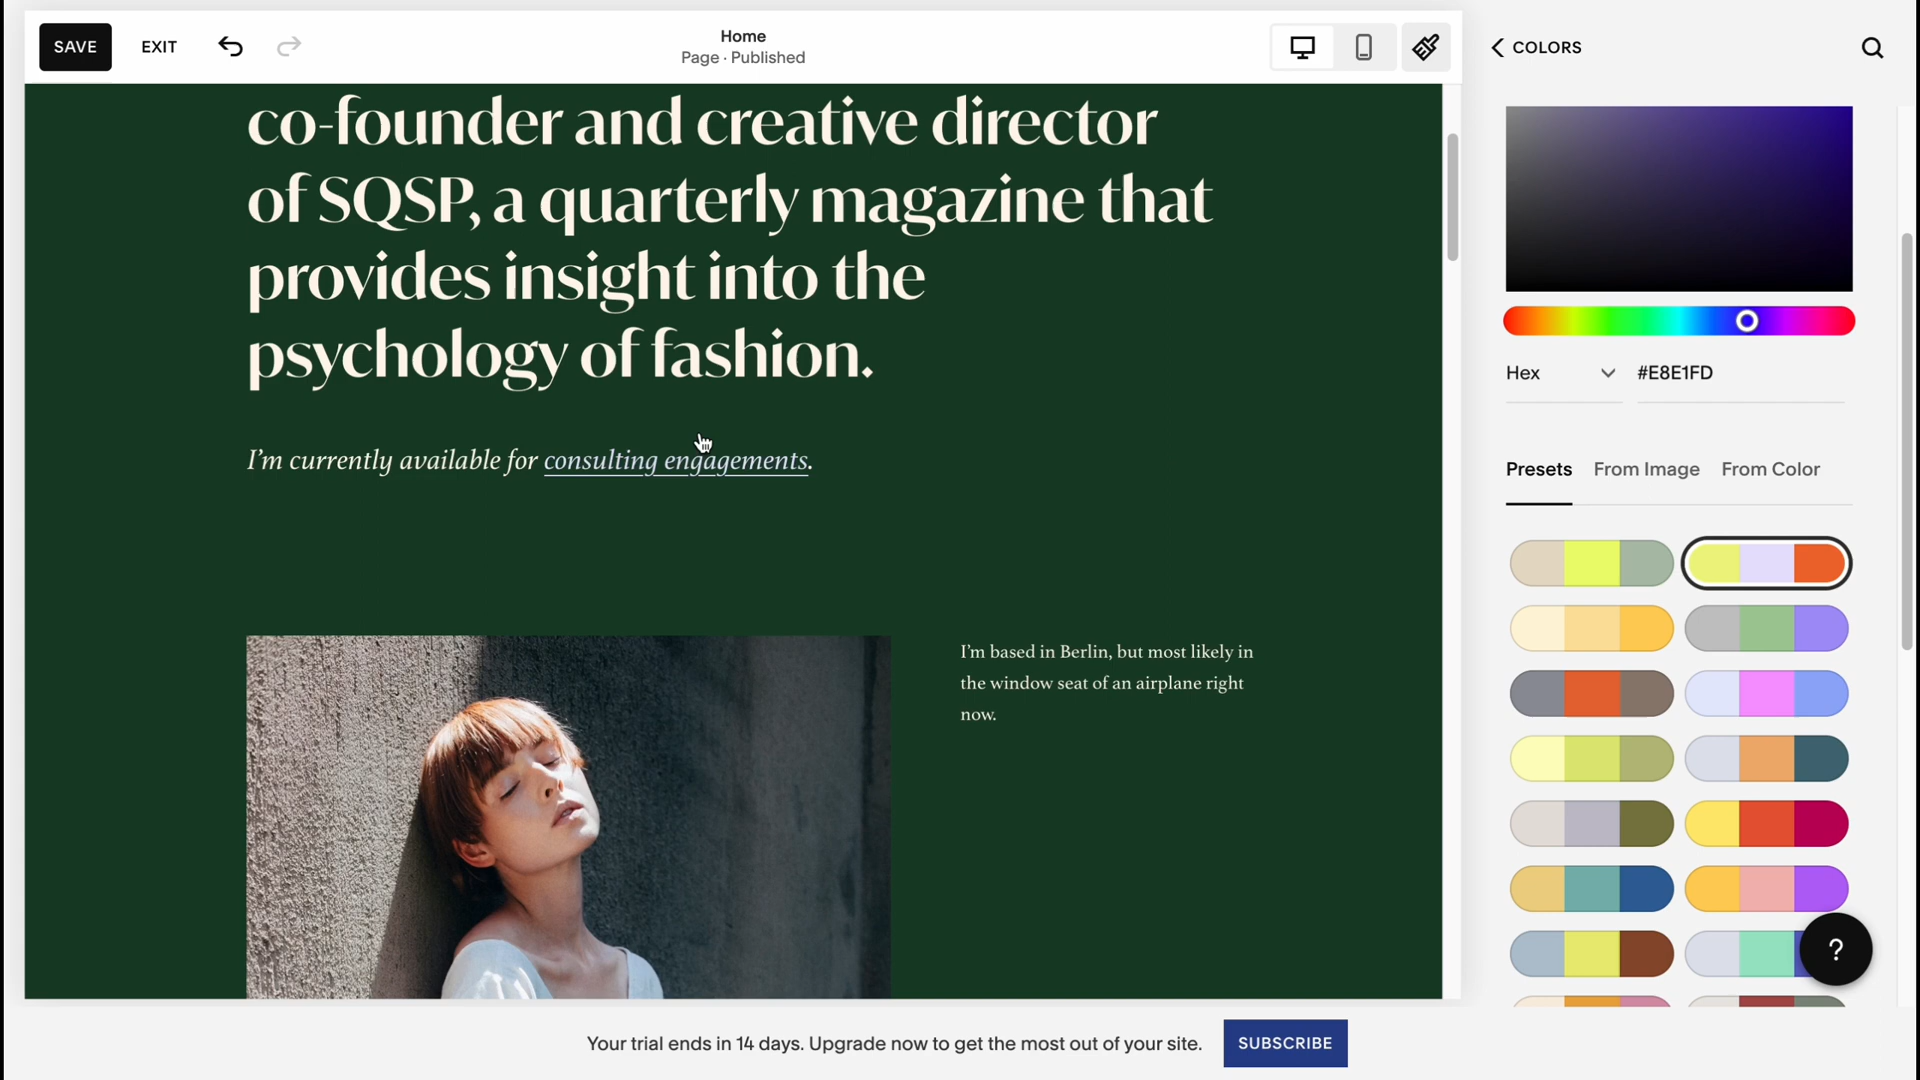 SAVE
EXIT
Home
Page · Published
COLORS
co-founder and creative director
of SQSP, a quarterly magazine that
provides insight into the
psychology of fashion.
I'm currently available for consulting engagements.
I'm based in Berlin, but most likely in
the window seat of an airplane right
now.
Hex
#E8E1FD
Presets
From Image
From Color
?
Your trial ends in 14 days. Upgrade now to get the most out of your site.
SUBSCRIBE